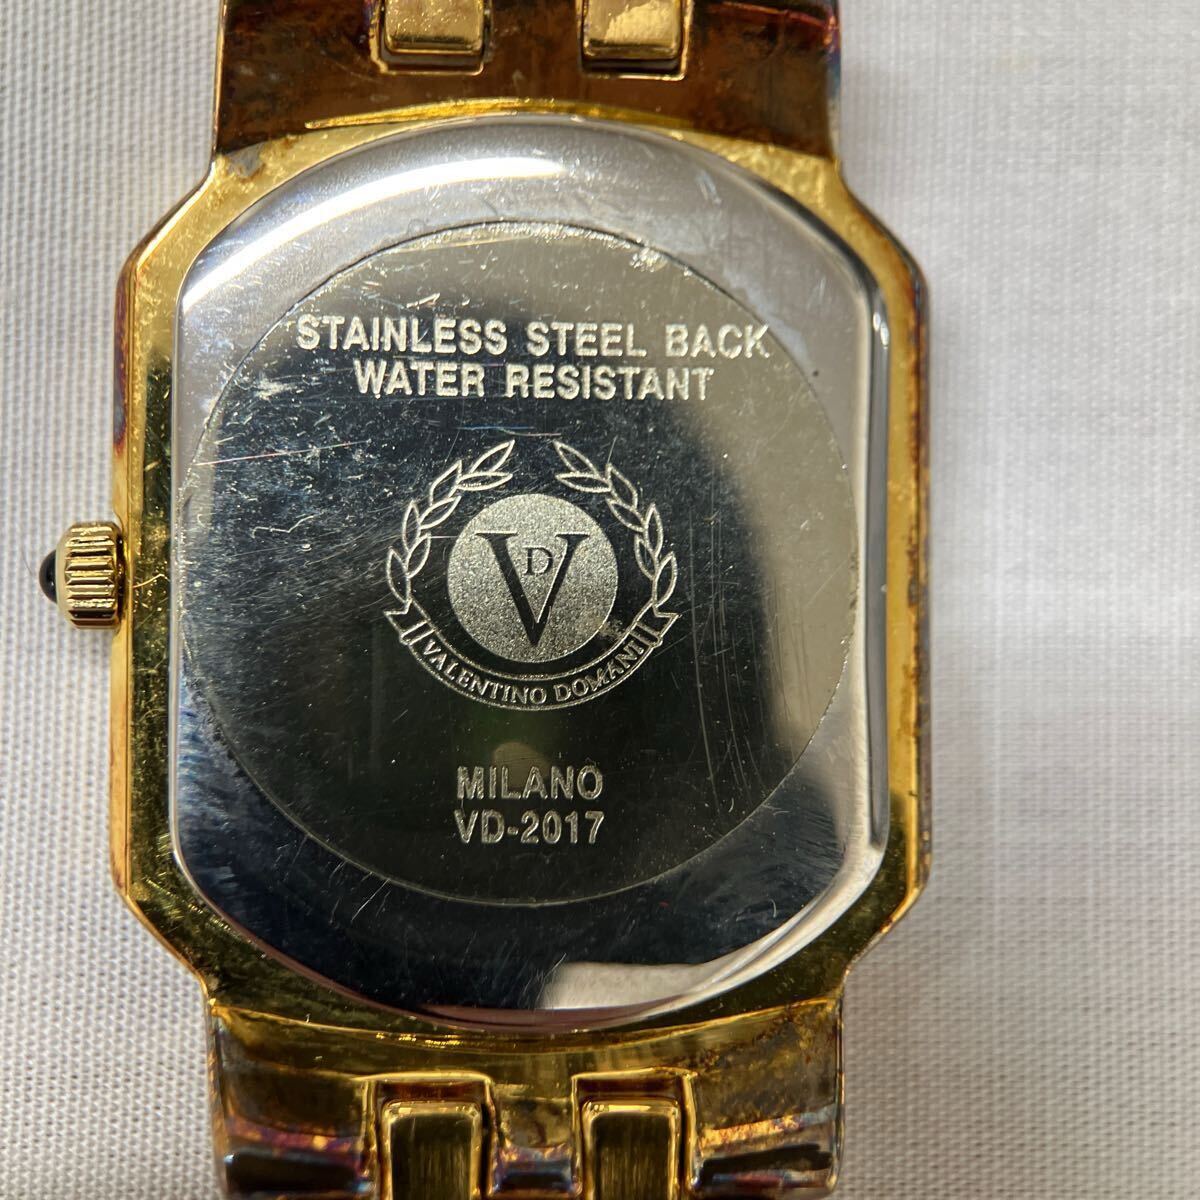 STAINLESS STEEL BACK
WATER RESISTANT
VD
VALENTINO DOMANI
MILANO
VD-2017